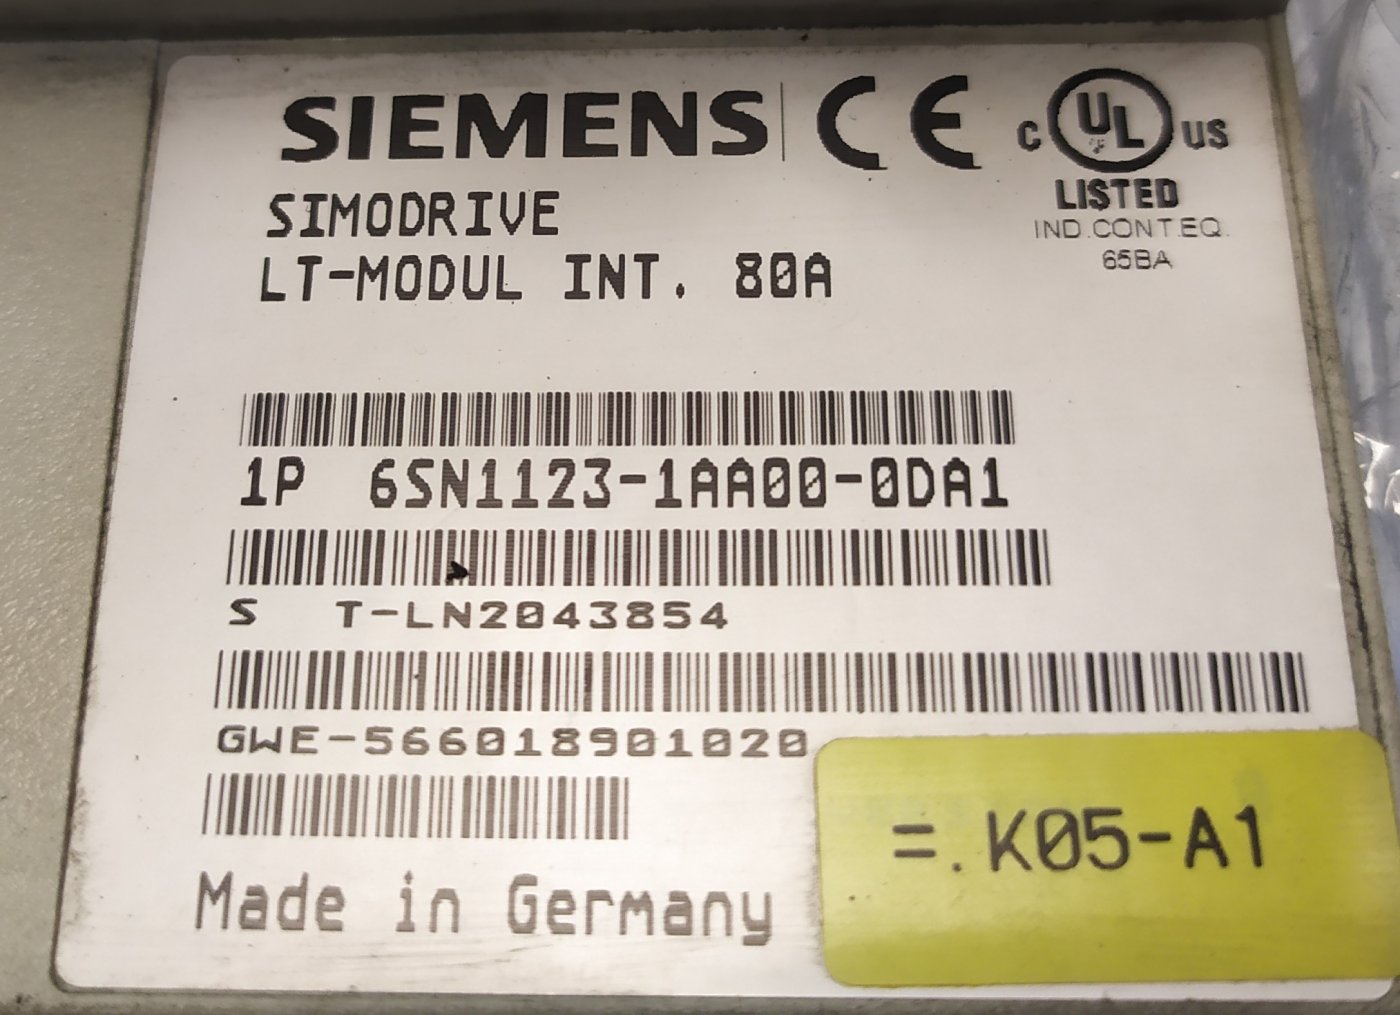 SIEMENS CE C UL US
LISTED
IND.CONT.EQ.
65BA
SIMODRIVE
LT-MODUL INT. 80A
1P 6SN1123-1AA00-0DA1
S T-LN2043854
GWE-566018901020
Made in Germany
=.K05-A1